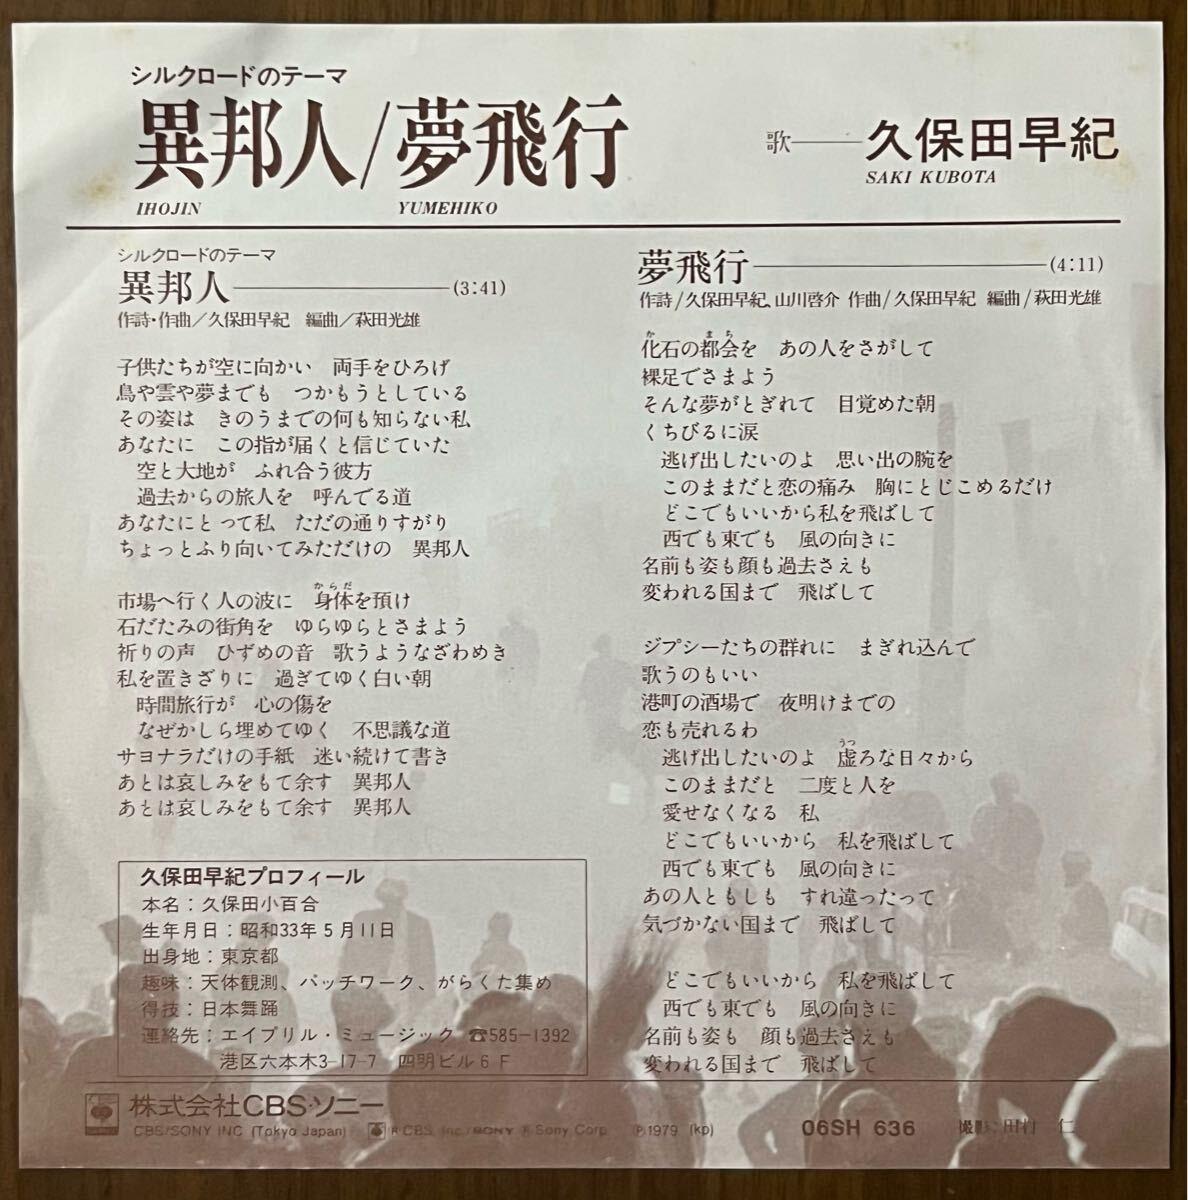 シルクロードのテーマ
異邦人/夢飛行
IHOJIN YUMEHIKO
歌——久保田早紀
SAKI KUBOTA
シルクロードのテーマ
異邦人——(3:41)
作詩・作曲/久保田早紀 編曲/萩田光雄
子供たちが空に向かい 両手をひろげ
鳥や雲や夢までも つかもうとしている
その姿は きのうまでの何も知らない私
あなたに この指が届くと信じていた
空と大地が ふれ合う彼方
過去からの旅人を 呼んでる道
あなたにとって私 ただの通りすがり
ちょっとふり向いてみただけの 異邦人
からだ
市場へ行く人の波に 身体を預け
石だたみの街角を ゆらゆらとさまよう
祈りの声 ひずめの音 歌うようなざわめき
私を置きざりに 過ぎてゆく白い朝
時間旅行が 心の傷を
なぜかしら埋めてゆく 不思議な道
サヨナラだけの手紙 迷い続けて書き
あとは哀しみをもて余す 異邦人
あとは哀しみをもて余す 異邦人
久保田早紀プロフィール
本名:久保田小百合
生年月日:昭和33年5月11日
出身地:東京都
趣味:天体観測、パッチワーク、がらくた集め
得技:日本舞踊
連絡先:エイプリル・ミュージック ☎585-1392
港区六本木3-17-7 四明ビル6F
夢飛行——(4:11)
作詩/久保田早紀、山川啓介 作曲/久保田早紀 編曲/萩田光雄
か まち
化石の都会を あの人をさがして
裸足でさまよう
そんな夢がとぎれて 目覚めた朝
くちびるに涙
逃げ出したいのよ 思い出の腕を
このままだと恋の痛み 胸にとじこめるだけ
どこでもいいから私を飛ばして
西でも東でも 風の向きに
名前も姿も顔も過去さえも
変われる国まで 飛ばして
ジプシーたちの群れに まぎれ込んで
歌うのもいい
港町の酒場で 夜明けまでの
恋も売れるわ
うつ
逃げ出したいのよ 虚ろな日々から
このままだと 二度と人を
愛せなくなる 私
どこでもいいから 私を飛ばして
西でも東でも 風の向きに
あの人ともしも すれ違ったって
気づかない国まで 飛ばして
どこでもいいから 私を飛ばして
西でも東でも 風の向きに
名前も姿も 顔も過去さえも
変われる国まで 飛ばして
株式会社CBS・ソニー
CBS/SONY INC (Tokyo Japan) ® CBS, Inc./SONY ® Sony Corp. Ⓟ1979 (kp) 06SH 636 撮影:田村 仁